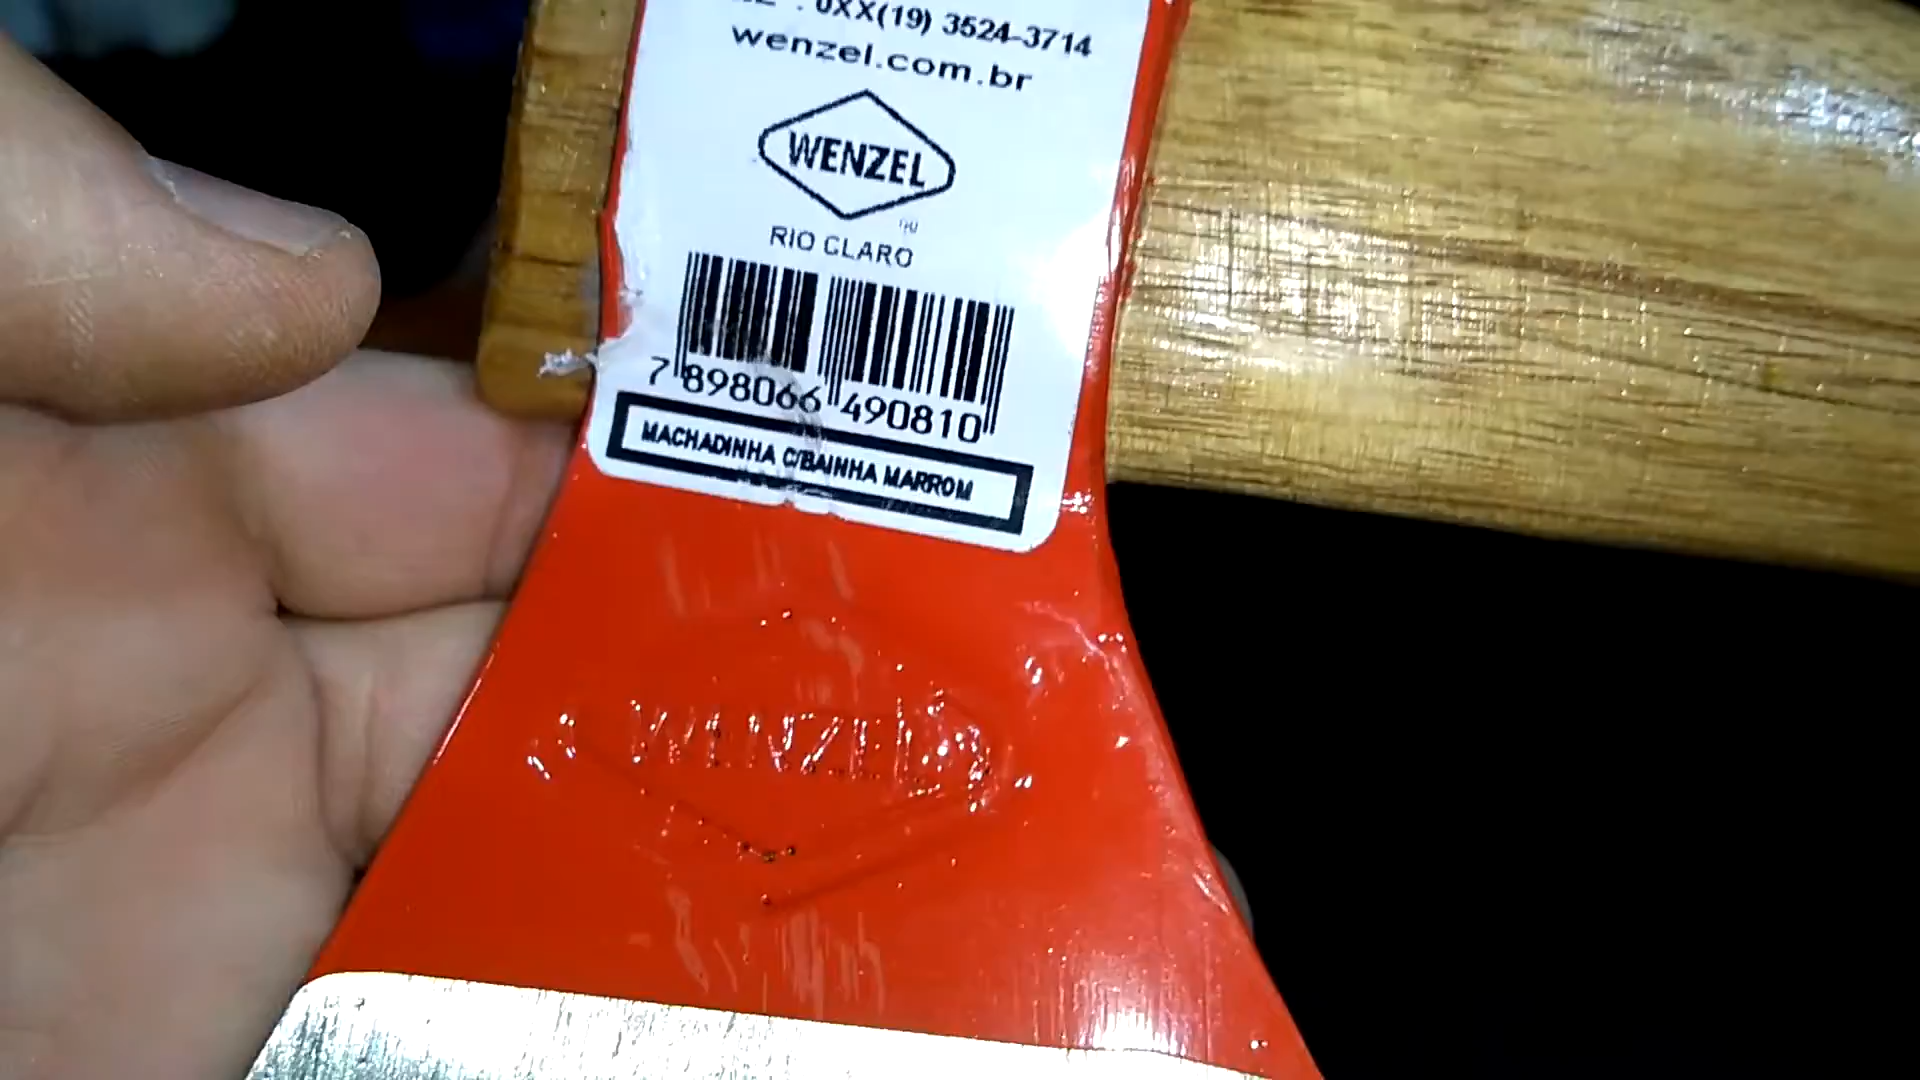 0XX(19) 3524-3714
wenzel.com.br
WENZEL
RIO CLARO
7 898066 490810
MACHADINHA C/BAINHA MARROM
WENZEL